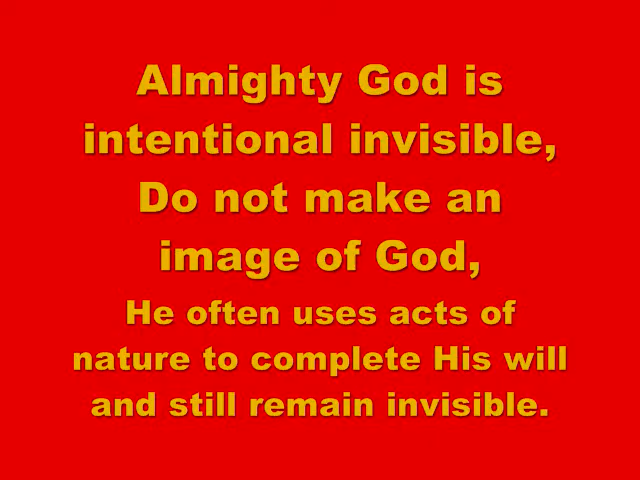 Almighty God is
intentional invisible,
Do not make an
image of God,
He often uses acts of
nature to complete His will
and still remain invisible.